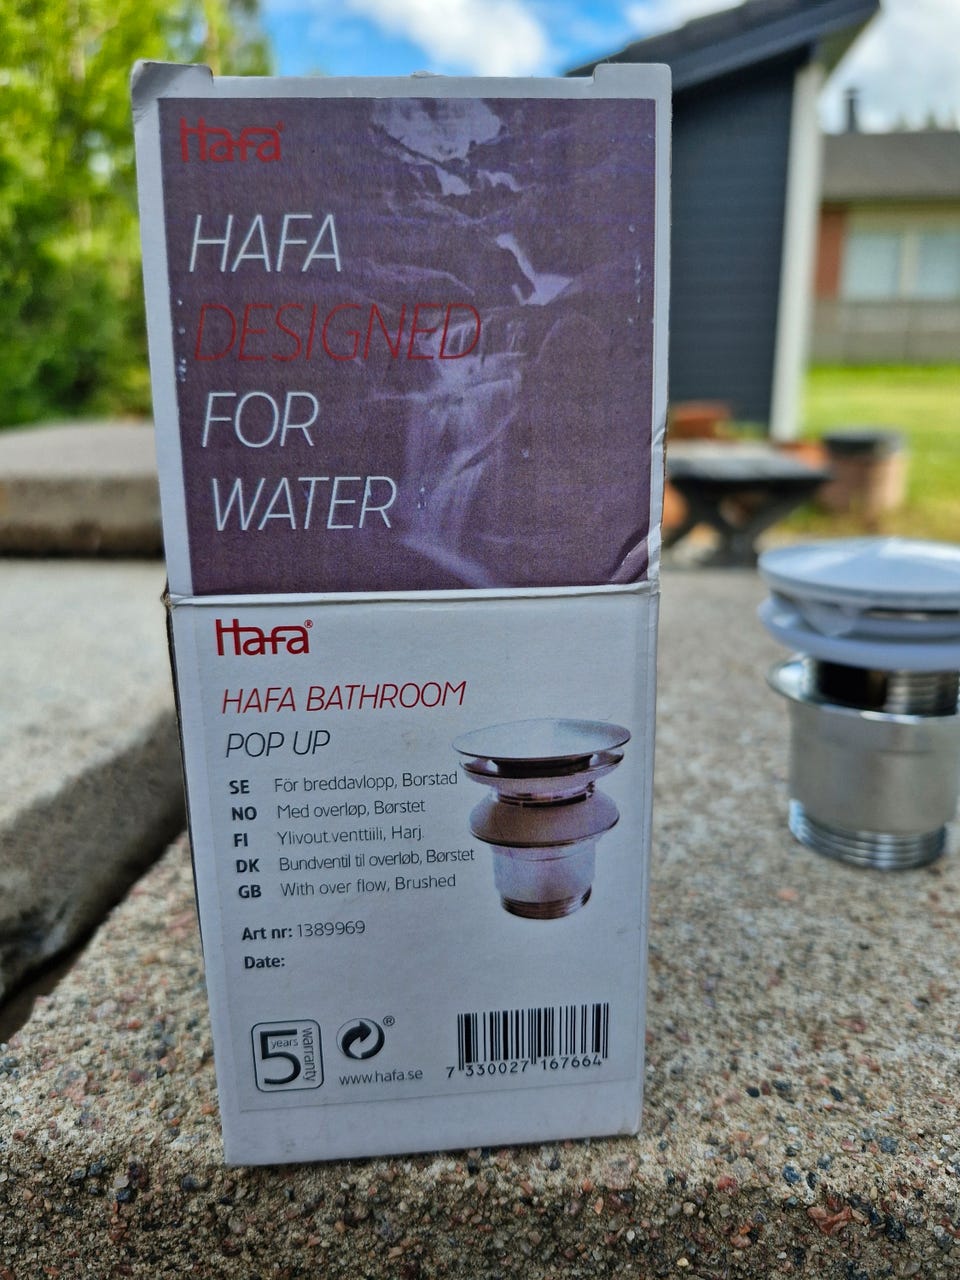 Hafa®
HAFA
DESIGNED
FOR
WATER
Hafa®
HAFA BATHROOM
POP UP
SE För breddavlopp, Borstad
NO Med overløp, Børstet
FI Ylivout.venttiili, Harj.
DK Bundventil til overløb, Børstet
GB With over flow, Brushed
Art nr: 1389969
Date:
5 years warranty
®
www.hafa.se
7 330027 167664